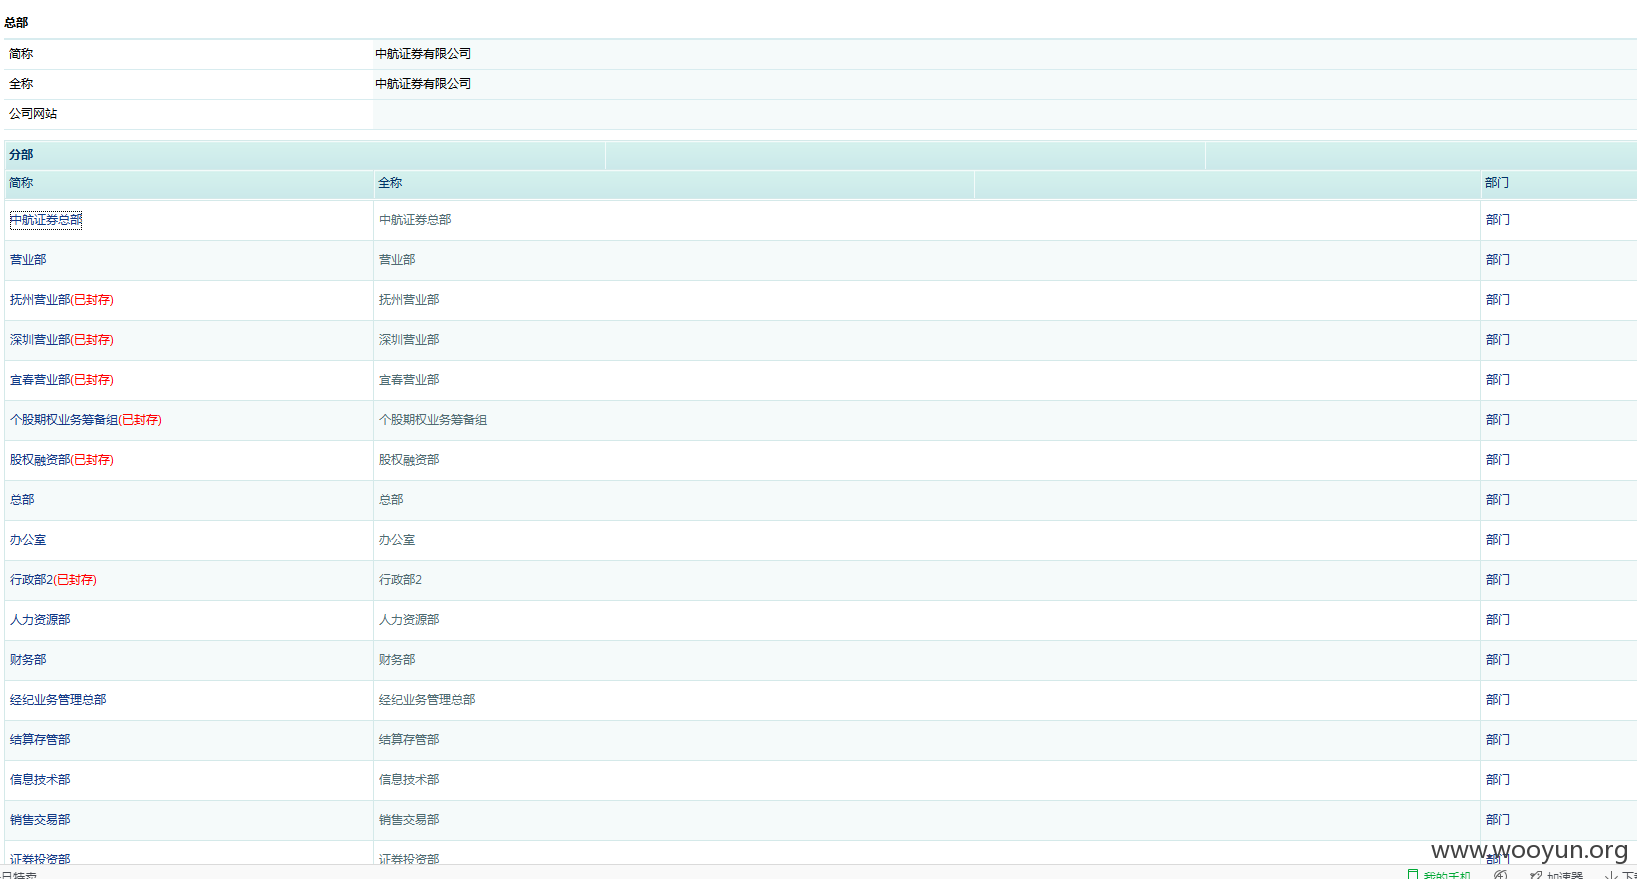 总部
简称 中航证券有限公司
全称 中航证券有限公司
公司网站
分部
简称 全称 部门
中航证券总部 中航证券总部 部门
营业部 营业部 部门
抚州营业部(已封存) 抚州营业部 部门
深圳营业部(已封存) 深圳营业部 部门
宜春营业部(已封存) 宜春营业部 部门
个股期权业务筹备组(已封存) 个股期权业务筹备组 部门
股权融资部(已封存) 股权融资部 部门
总部 总部 部门
办公室 办公室 部门
行政部2(已封存) 行政部2 部门
人力资源部 人力资源部 部门
财务部 财务部 部门
经纪业务管理总部 经纪业务管理总部 部门
结算存管部 结算存管部 部门
信息技术部 信息技术部 部门
销售交易部 销售交易部 部门
证券投资部 证券投资部 部门
www.wooyun.org
日特卖 我的手机 加速器 下载